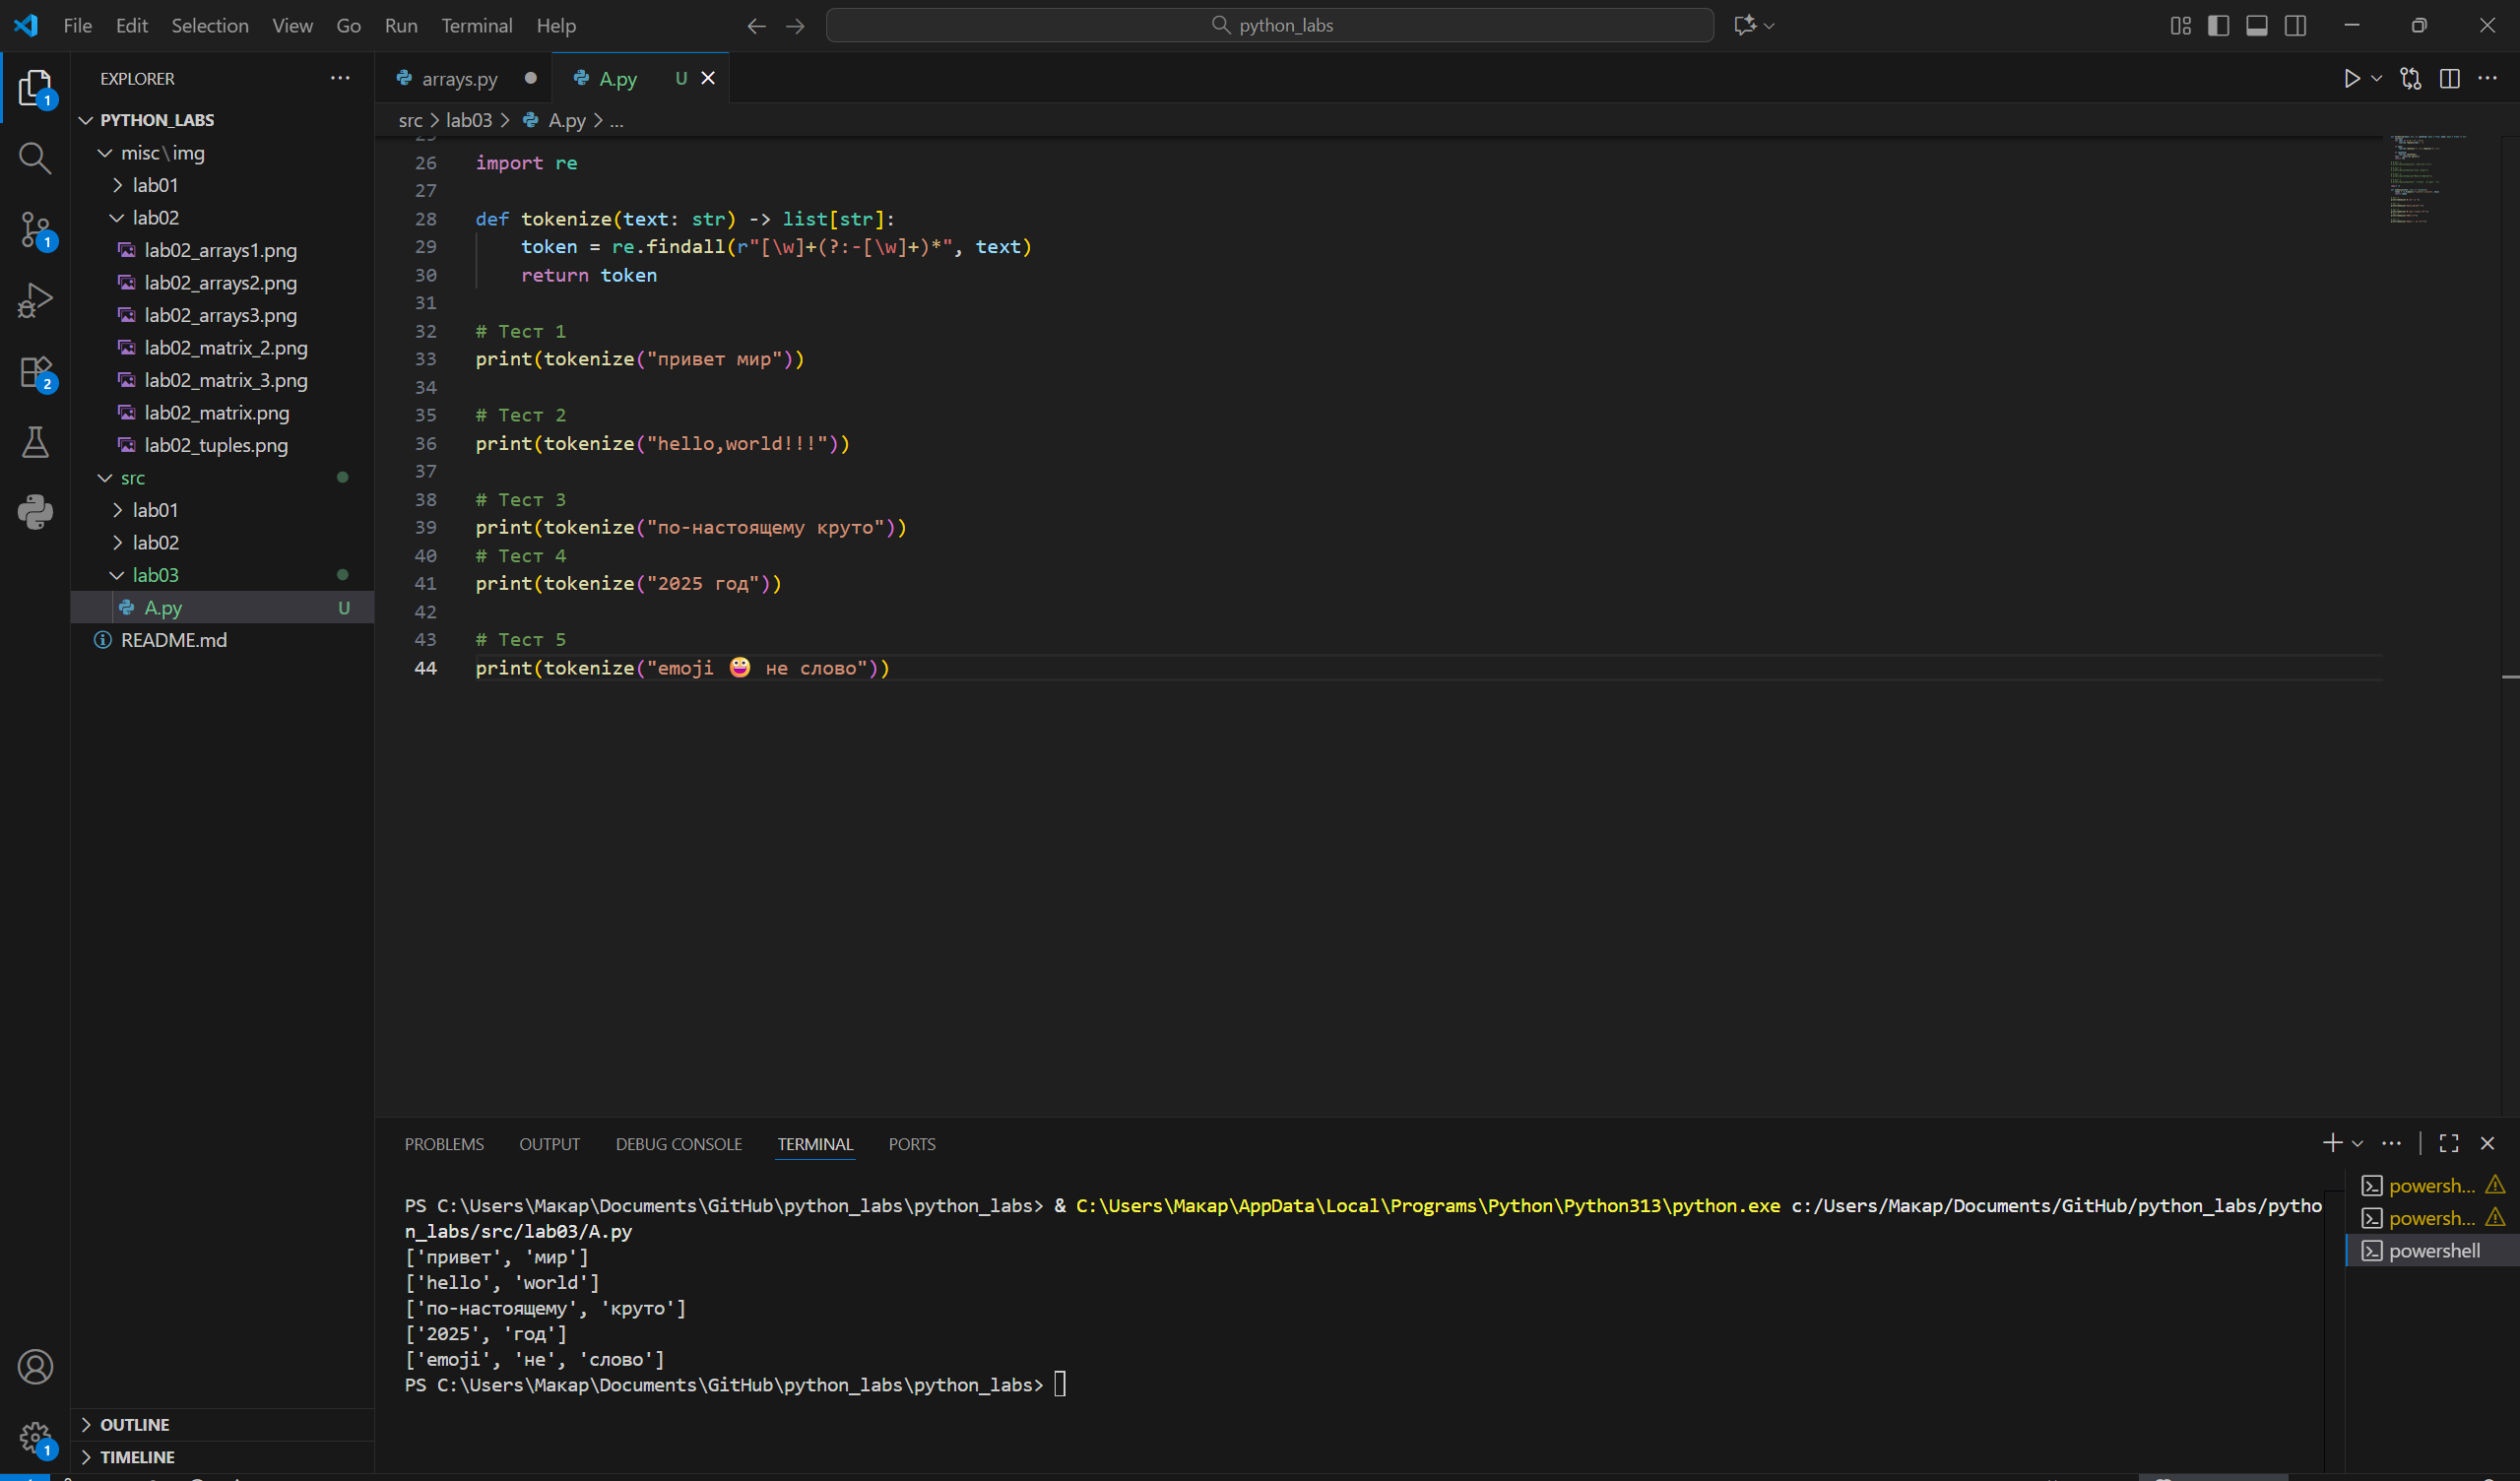 File Edit Selection View Go Run Terminal Help
python_labs
EXPLORER
PYTHON_LABS
misc\img
lab01
lab02
lab02_arrays1.png
lab02_arrays2.png
lab02_arrays3.png
lab02_matrix_2.png
lab02_matrix_3.png
lab02_matrix.png
lab02_tuples.png
src
lab01
lab02
lab03
A.py U
README.md
OUTLINE
TIMELINE
1
1
2
1
arrays.py
A.py U
src > lab03 > A.py > ...
26 import re
27
28 def tokenize(text: str) -> list[str]:
29 token = re.findall(r"[\w]+(?:-[\w]+)*", text)
30 return token
31
32 # Тест 1
33 print(tokenize("привет мир"))
34
35 # Тест 2
36 print(tokenize("hello,world!!!"))
37
38 # Тест 3
39 print(tokenize("по-настоящему круто"))
40 # Тест 4
41 print(tokenize("2025 год"))
42
43 # Тест 5
44 print(tokenize("emoji 😀 не слово"))
PROBLEMS OUTPUT DEBUG CONSOLE TERMINAL PORTS
PS C:\Users\Макар\Documents\GitHub\python_labs\python_labs> & C:\Users\Макар\AppData\Local\Programs\Python\Python313\python.exe c:/Users/Макар/Documents/GitHub/python_labs/pytho
n_labs/src/lab03/A.py
['привет', 'мир']
['hello', 'world']
['по-настоящему', 'круто']
['2025', 'год']
['emoji', 'не', 'слово']
PS C:\Users\Макар\Documents\GitHub\python_labs\python_labs>
powersh...
powersh...
powershell